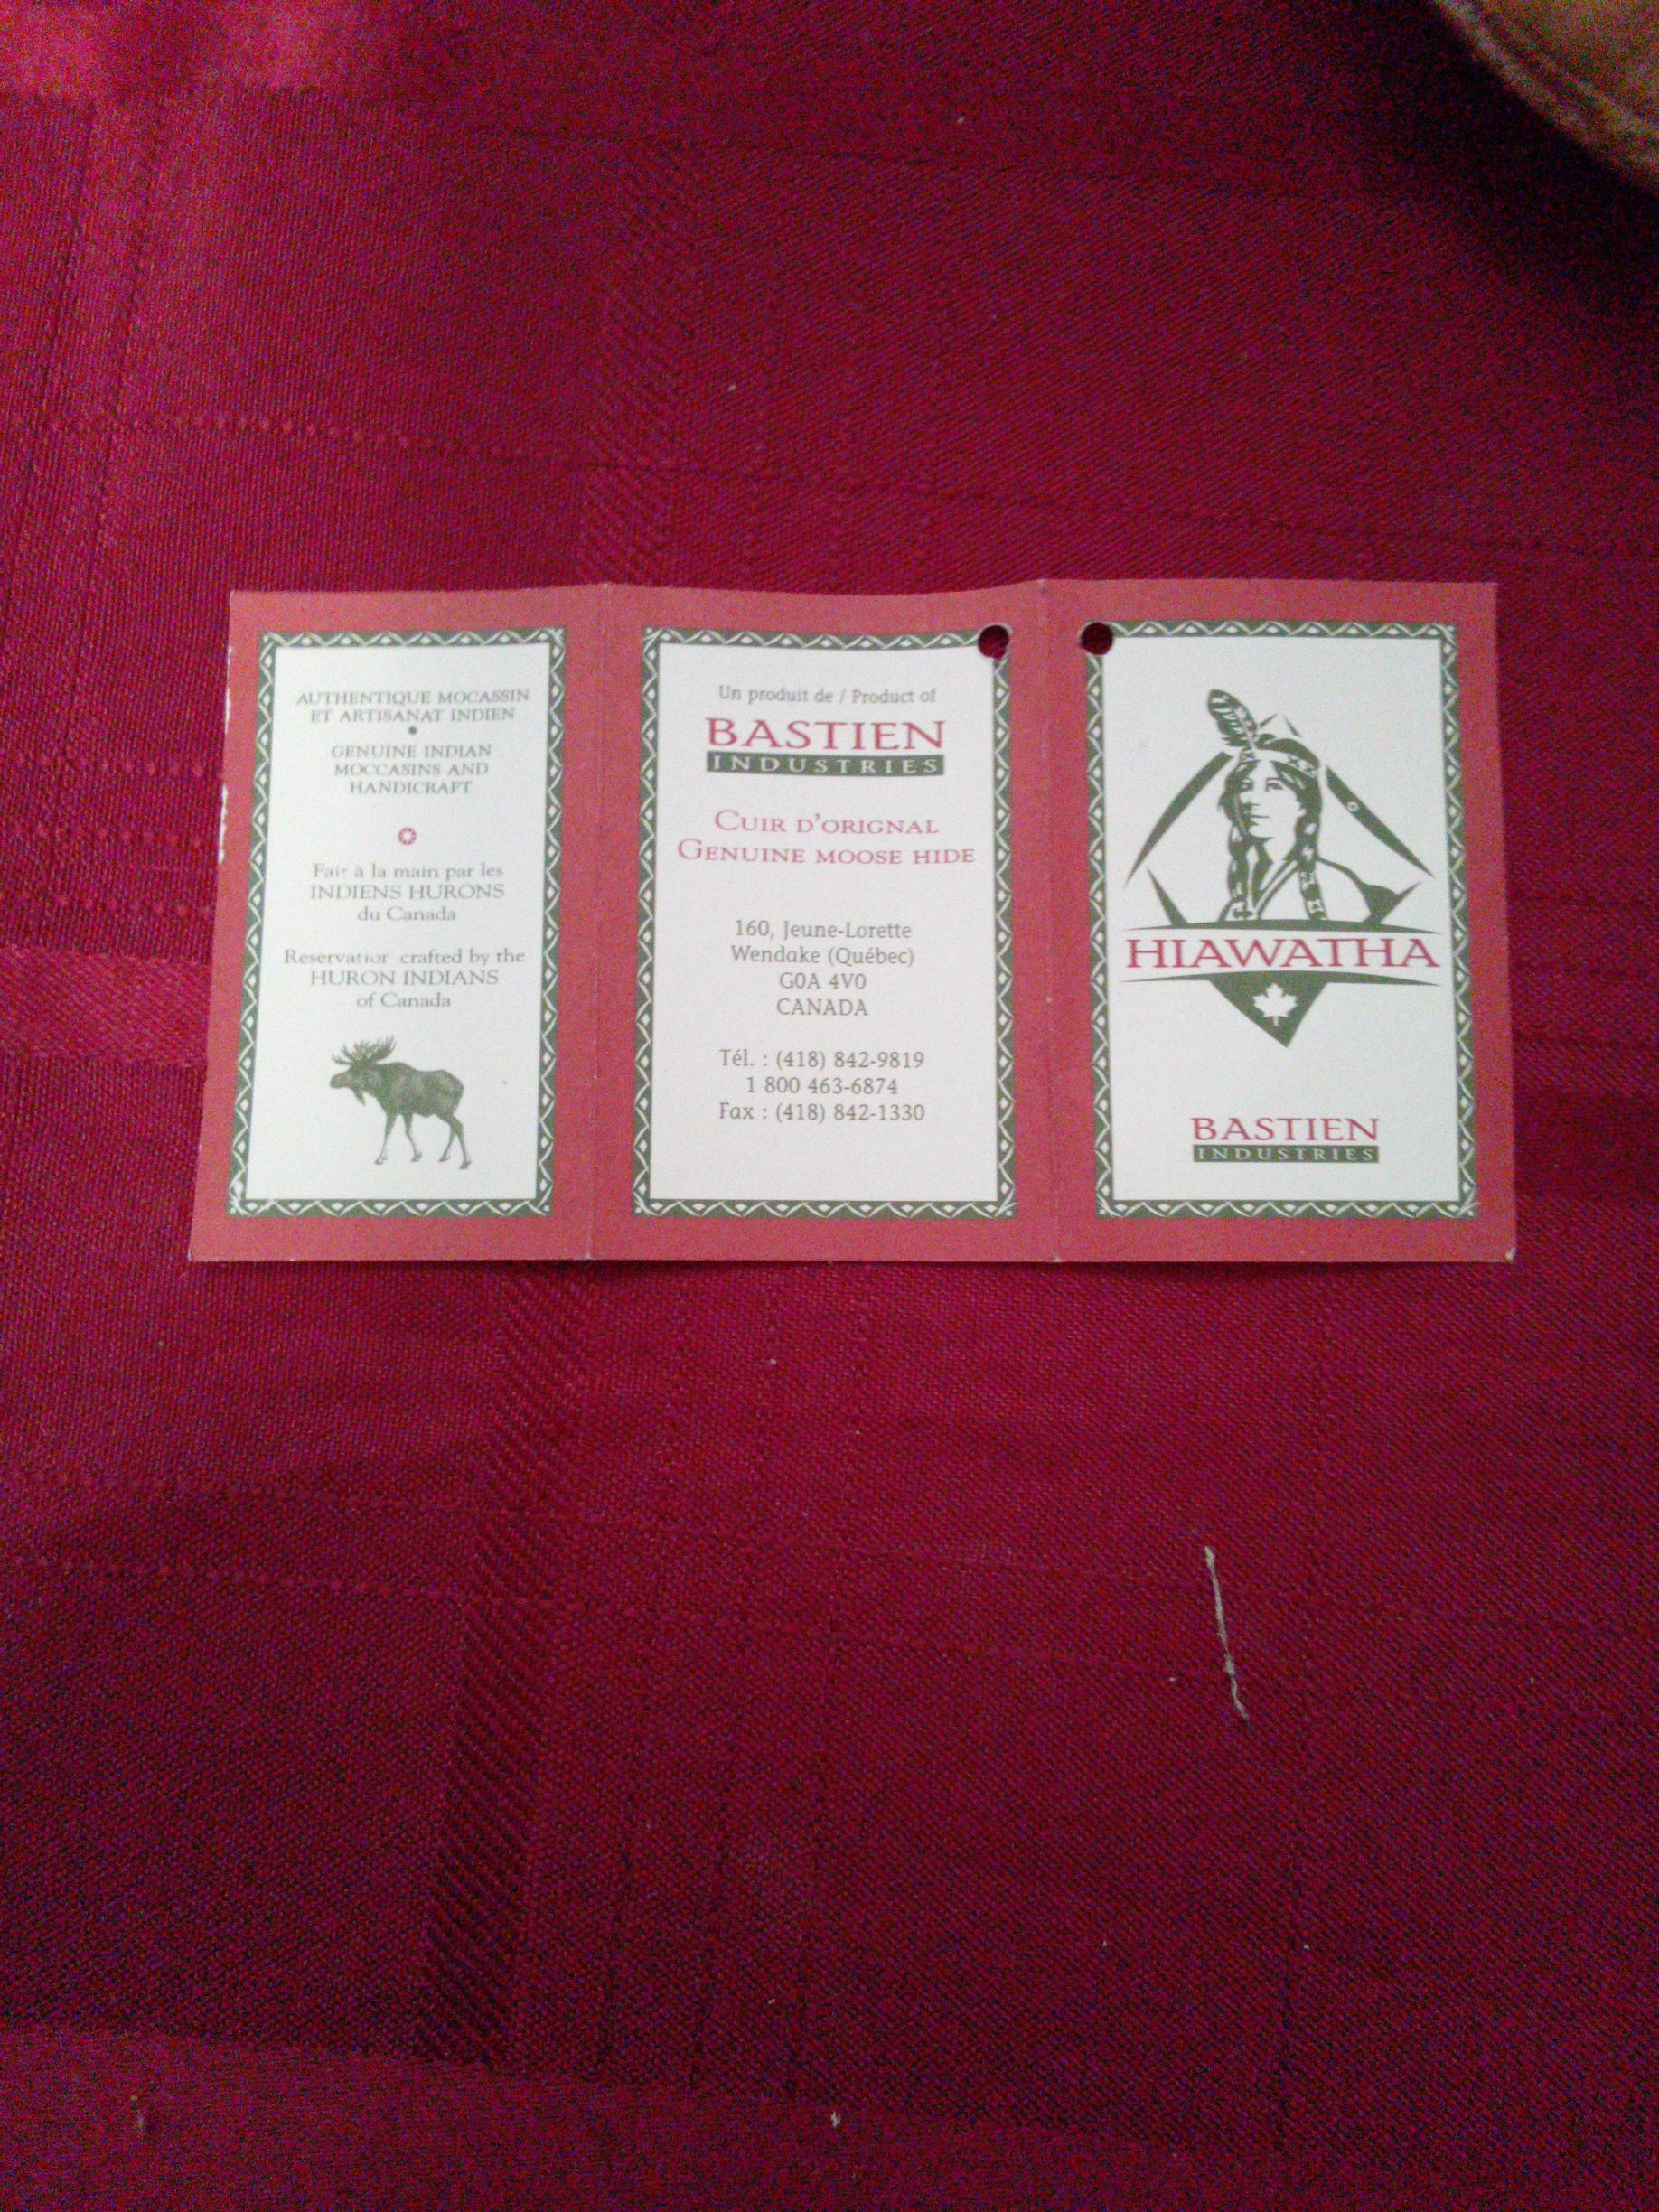 AUTHENTIQUE MOCASSIN
ET ARTISANAT INDIEN
•
GENUINE INDIAN
MOCCASINS AND
HANDICRAFT
Fait à la main par les
INDIENS HURONS
du Canada
Reservation crafted by the
HURON INDIANS
of Canada
Un produit de / Product of
BASTIEN
INDUSTRIES
CUIR D'ORIGNAL
GENUINE MOOSE HIDE
160, Jeune-Lorette
Wendake (Québec)
G0A 4V0
CANADA
Tél. : (418) 842-9819
1 800 463-6874
Fax : (418) 842-1330
HIAWATHA
BASTIEN
INDUSTRIES